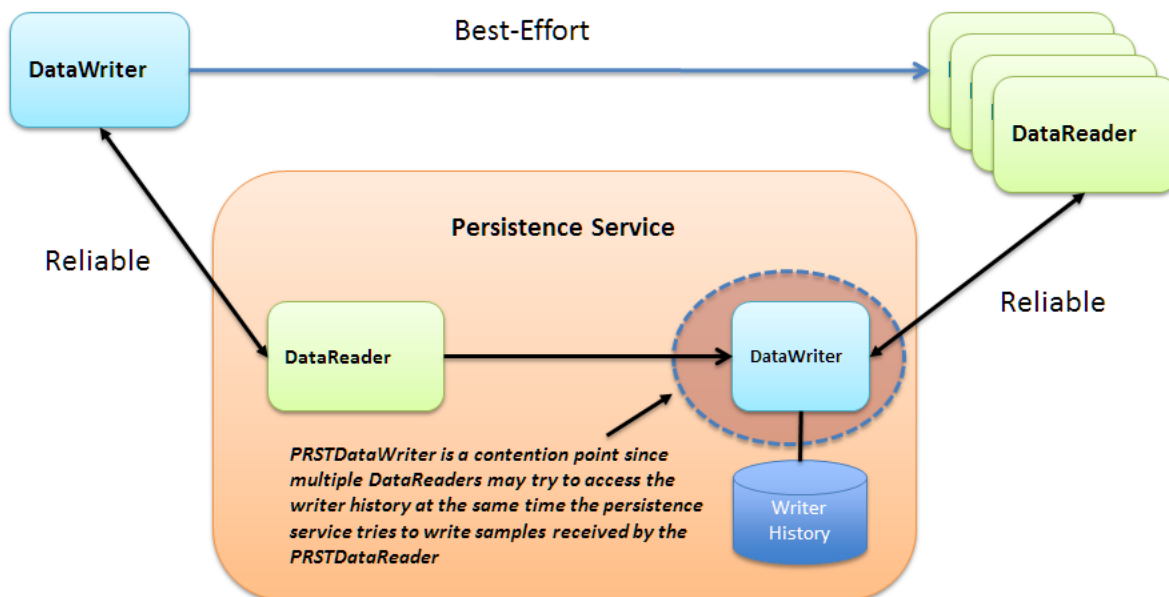 Best-Effort
DataWriter
DataReader
Persistence Service
Reliable
Reliable
DataReader
DataWriter
PRSTDataWriter is a contention point since
multiple DataReaders may try to access the
writer history at the same time the persistence
service tries to write samples received by the
PRSTDataReader
Writer
History